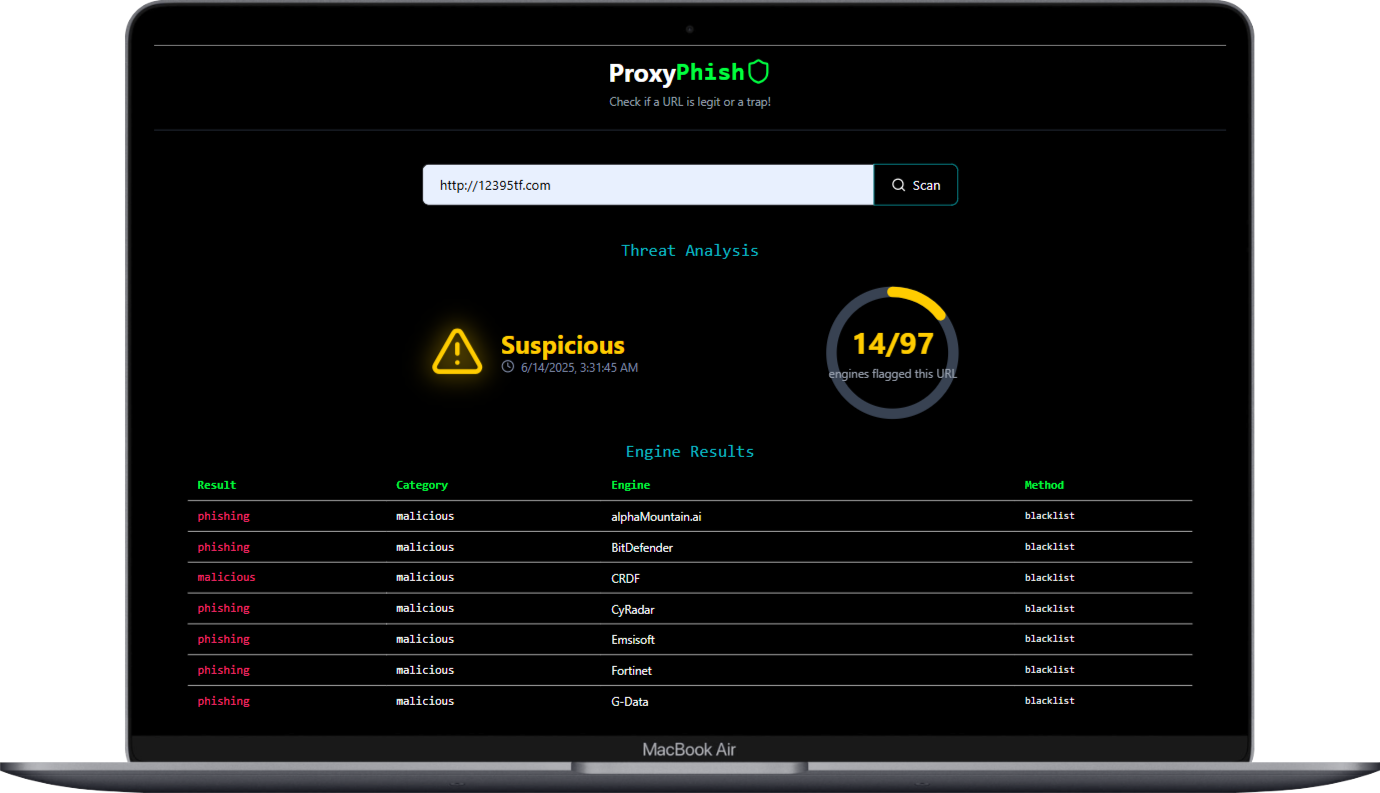 ProxyPhish
Check if a URL is legit or a trap!
http://12395tf.com
Scan
Threat Analysis
Suspicious
6/14/2025, 3:31:45 AM
14/97
engines flagged this URL
Engine Results
Result Category Engine Method
phishing malicious alphaMountain.ai blacklist
phishing malicious BitDefender blacklist
malicious malicious CRDF blacklist
phishing malicious CyRadar blacklist
phishing malicious Emsisoft blacklist
phishing malicious Fortinet blacklist
phishing malicious G-Data blacklist
MacBook Air